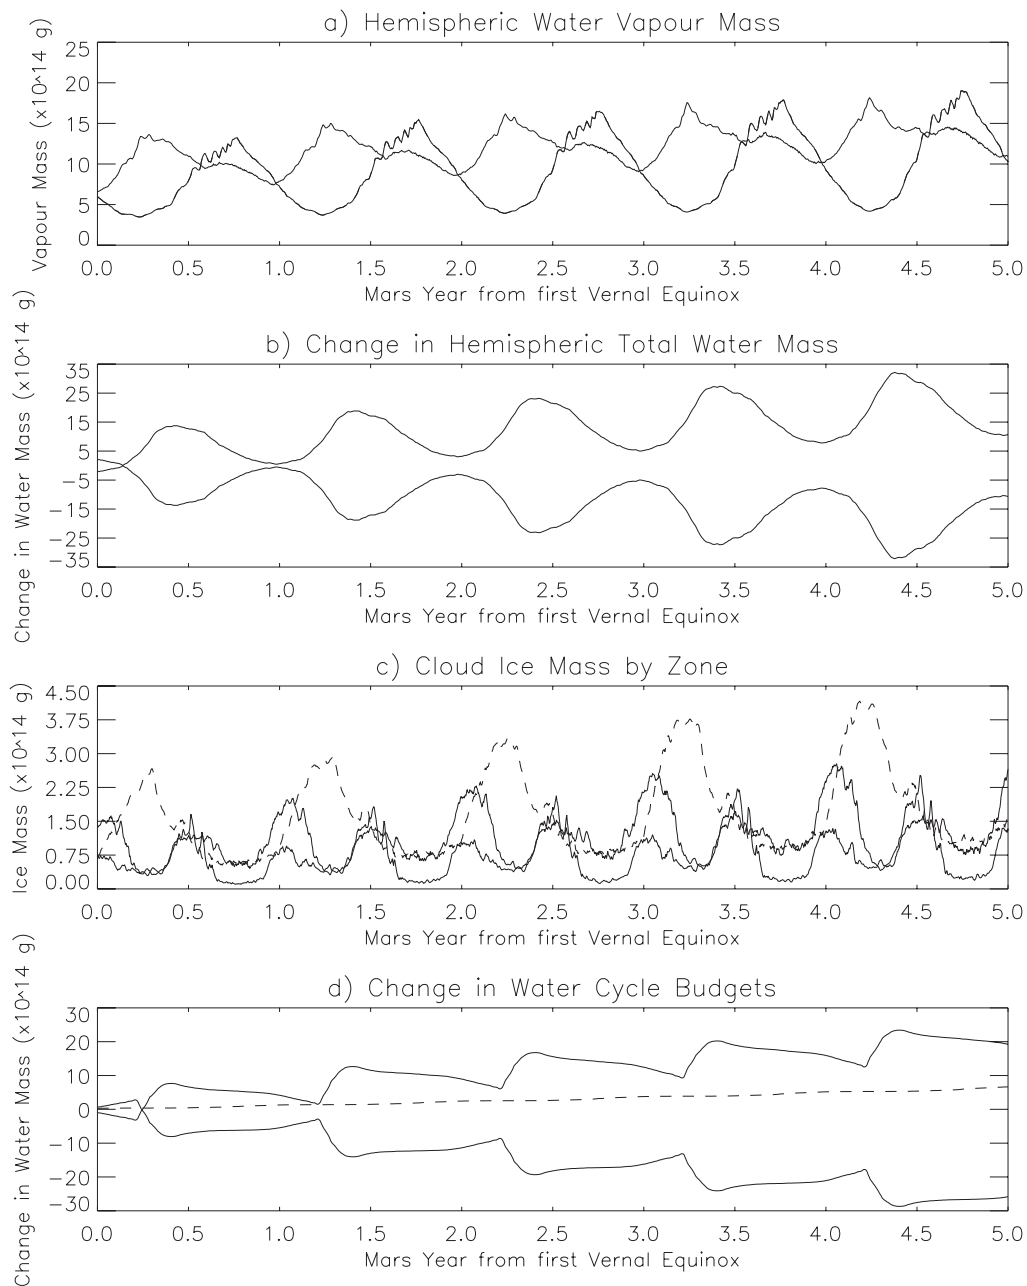 a) Hemispheric Water Vapour Mass
Vapour Mass (x10^14 g)
25
20
15
10
5
0
0.0 0.5 1.0 1.5 2.0 2.5 3.0 3.5 4.0 4.5 5.0
Mars Year from first Vernal Equinox
b) Change in Hemispheric Total Water Mass
Change in Water Mass (x10^14 g)
35
25
15
5
−5
−15
−25
−35
0.0 0.5 1.0 1.5 2.0 2.5 3.0 3.5 4.0 4.5 5.0
Mars Year from first Vernal Equinox
c) Cloud Ice Mass by Zone
Ice Mass (x10^14 g)
4.50
3.75
3.00
2.25
1.50
0.75
0.00
0.0 0.5 1.0 1.5 2.0 2.5 3.0 3.5 4.0 4.5 5.0
Mars Year from first Vernal Equinox
d) Change in Water Cycle Budgets
Change in Water Mass (x10^14 g)
30
20
10
0
−10
−20
−30
0.0 0.5 1.0 1.5 2.0 2.5 3.0 3.5 4.0 4.5 5.0
Mars Year from first Vernal Equinox